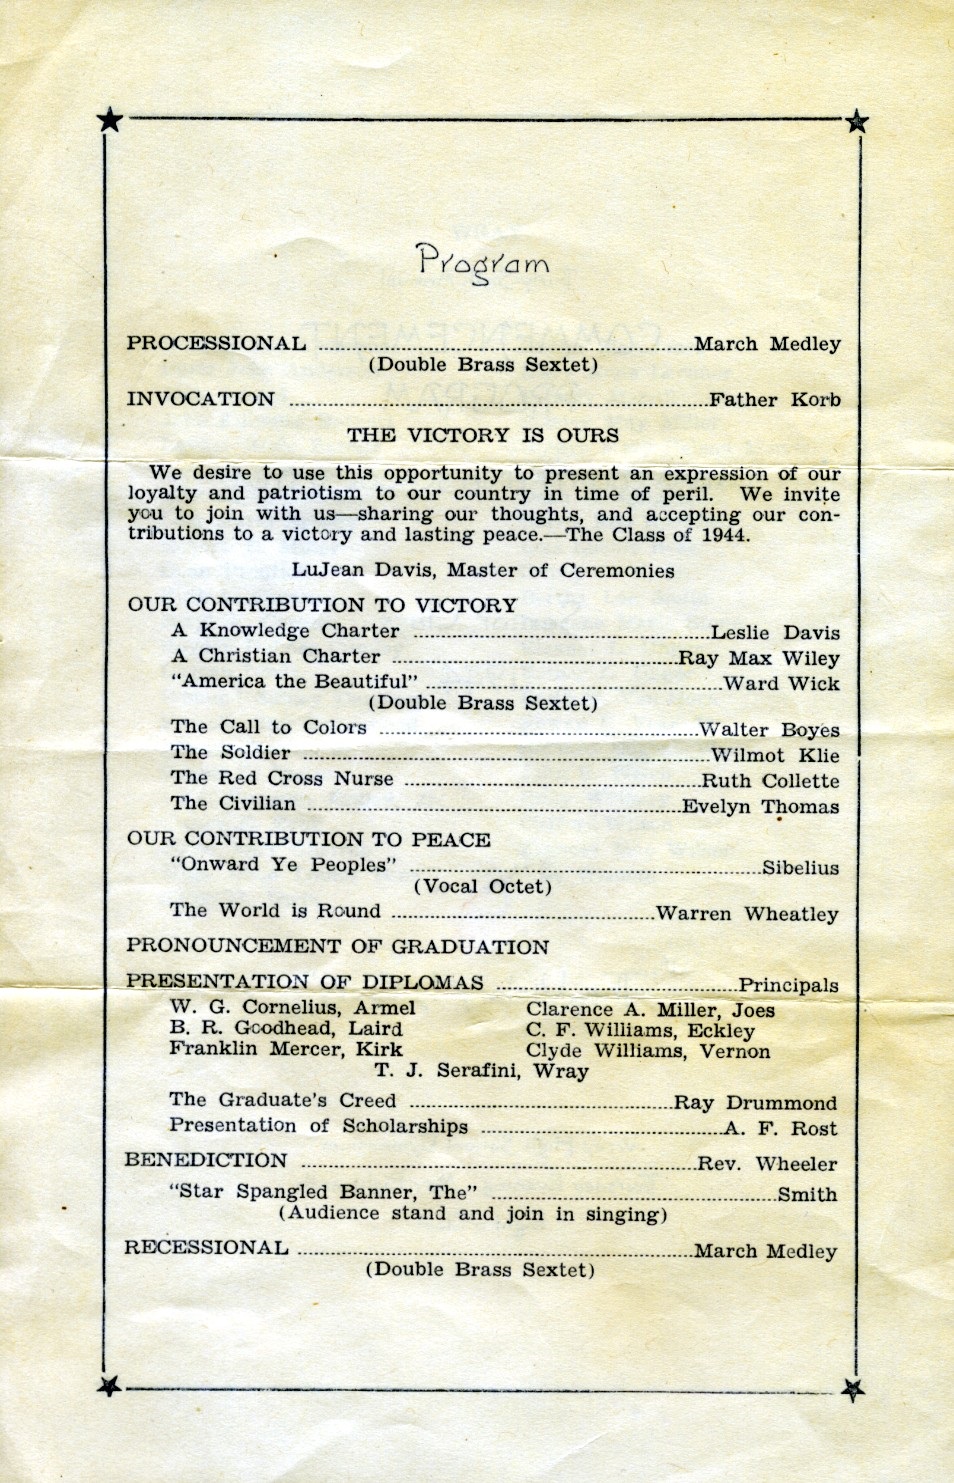 Program
PROCESSIONAL ........ March Medley
(Double Brass Sextet)
INVOCATION ........ Father Korb
THE VICTORY IS OURS
We desire to use this opportunity to present an expression of our
loyalty and patriotism to our country in time of peril. We invite
you to join with us—sharing our thoughts, and accepting our con-
tributions to a victory and lasting peace.—The Class of 1944.
LuJean Davis, Master of Ceremonies
OUR CONTRIBUTION TO VICTORY
A Knowledge Charter ........ Leslie Davis
A Christian Charter ........ Ray Max Wiley
"America the Beautiful" ........ Ward Wick
(Double Brass Sextet)
The Call to Colors ........ Walter Boyes
The Soldier ........ Wilmot Klie
The Red Cross Nurse ........ Ruth Collette
The Civilian ........ Evelyn Thomas
OUR CONTRIBUTION TO PEACE
"Onward Ye Peoples" ........ Sibelius
(Vocal Octet)
The World is Round ........ Warren Wheatley
PRONOUNCEMENT OF GRADUATION
PRESENTATION OF DIPLOMAS ........ Principals
W. G. Cornelius, Armel Clarence A. Miller, Joes
B. R. Goodhead, Laird C. F. Williams, Eckley
Franklin Mercer, Kirk Clyde Williams, Vernon
T. J. Serafini, Wray
The Graduate's Creed ........ Ray Drummond
Presentation of Scholarships ........ A. F. Rost
BENEDICTION ........ Rev. Wheeler
"Star Spangled Banner, The" ........ Smith
(Audience stand and join in singing)
RECESSIONAL ........ March Medley
(Double Brass Sextet)